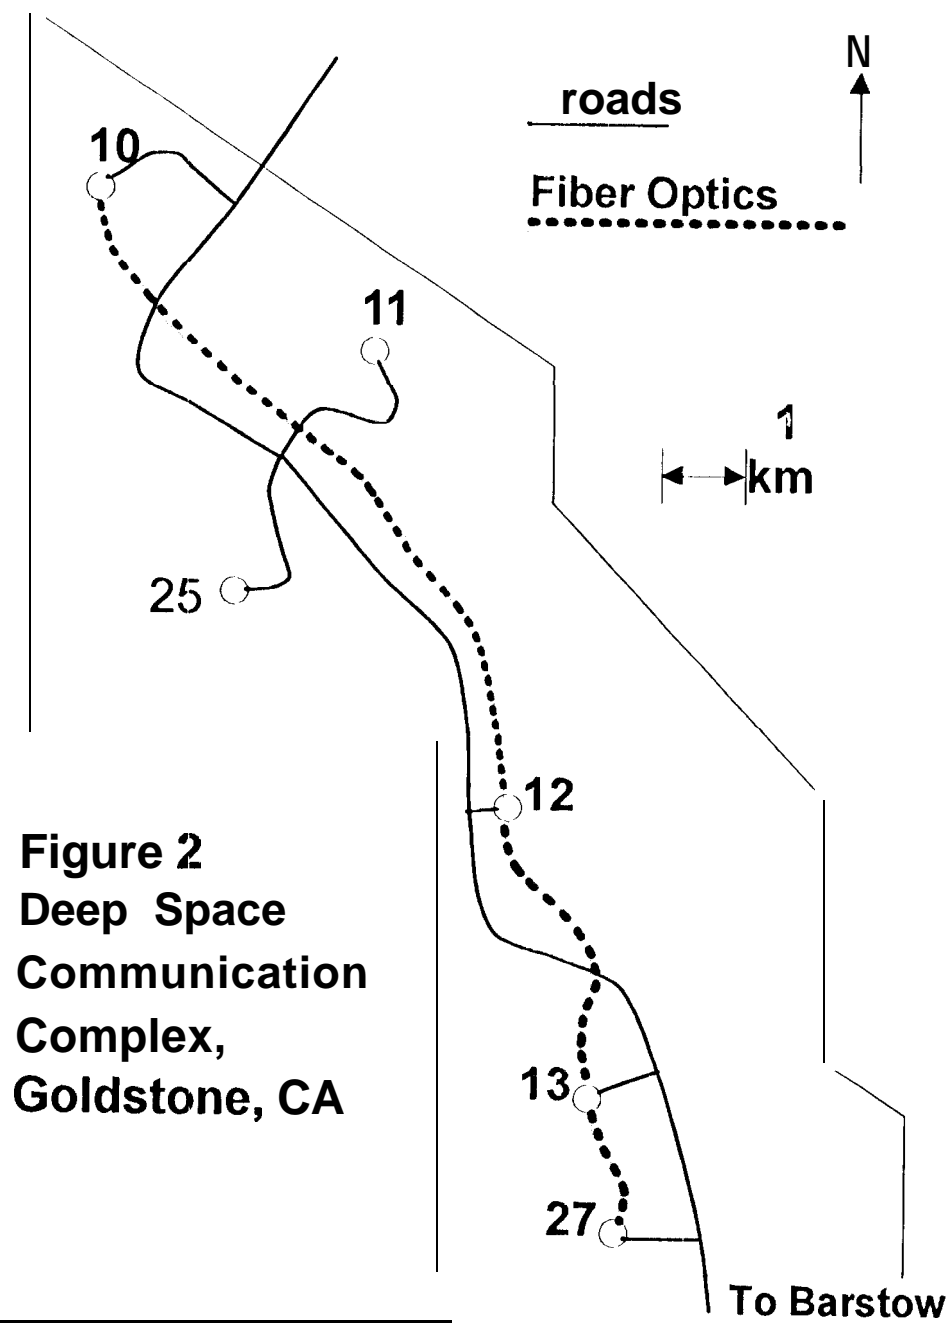 N
roads
10
Fiber Optics
11
1
km
25
12
Figure 2
Deep Space
Communication
Complex,
Goldstone, CA
13
27
To Barstow